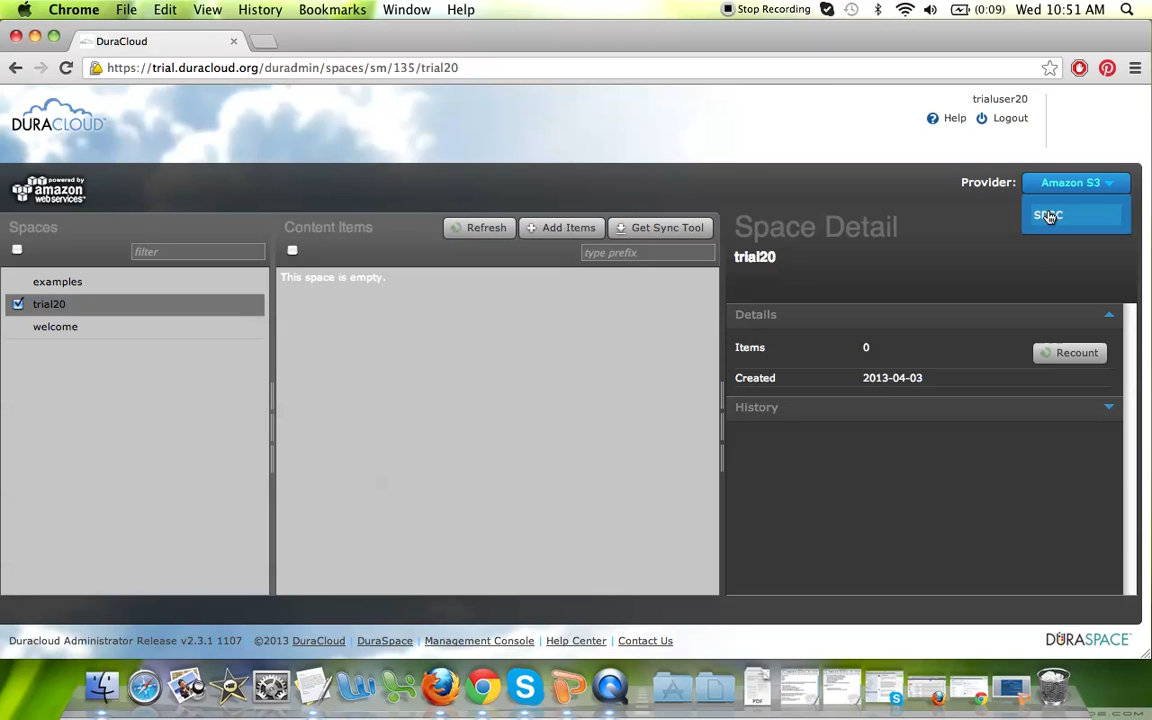 Chrome File Edit View History Bookmarks Window Help Stop Recording (0:09) Wed 10:51 AM
DuraCloud
https://trial.duracloud.org/duradmin/spaces/sm/135/trial20
DURACLOUD
trialuser20
Help Logout
powered by
amazon
webservices
Provider: Amazon S3
SDSC
Spaces
filter
examples
trial20
welcome
Content Items
Refresh Add Items Get Sync Tool
type prefix
This space is empty.
Space Detail
trial20
Details
Items 0 Recount
Created 2013-04-03
History
Duracloud Administrator Release v2.3.1 1107 ©2013 DuraCloud DuraSpace Management Console Help Center Contact Us
DURASPACE
PDF